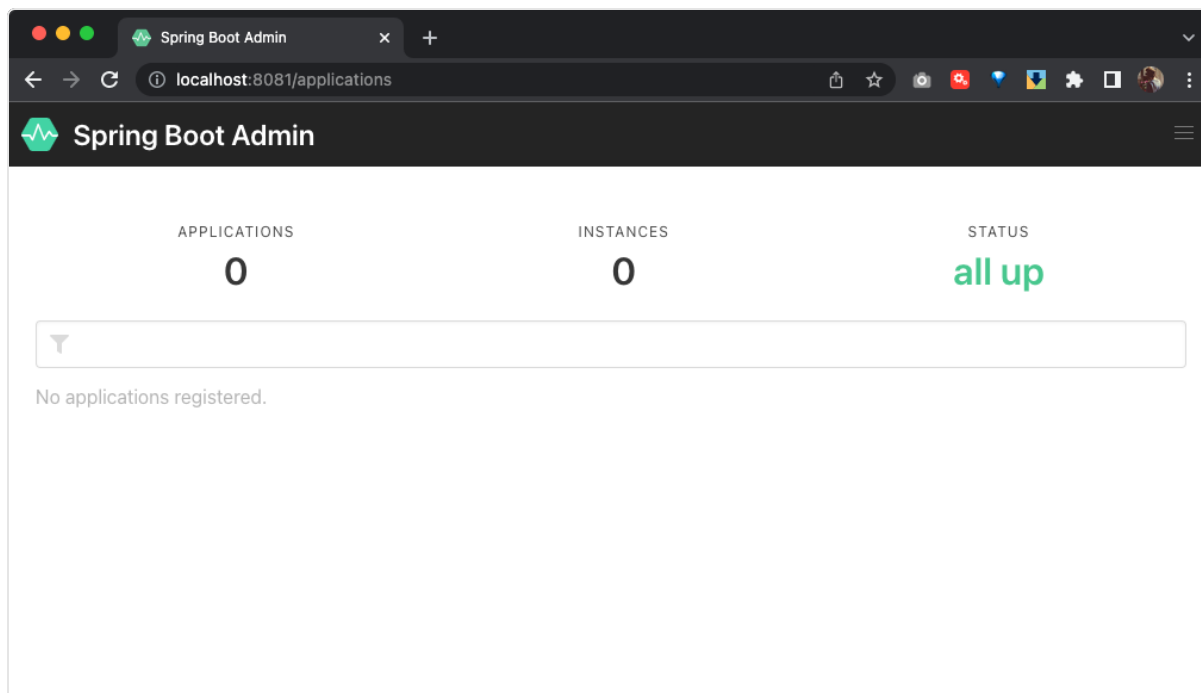 Spring Boot Admin
localhost:8081/applications
Spring Boot Admin
APPLICATIONS INSTANCES STATUS
0 0 all up
No applications registered.